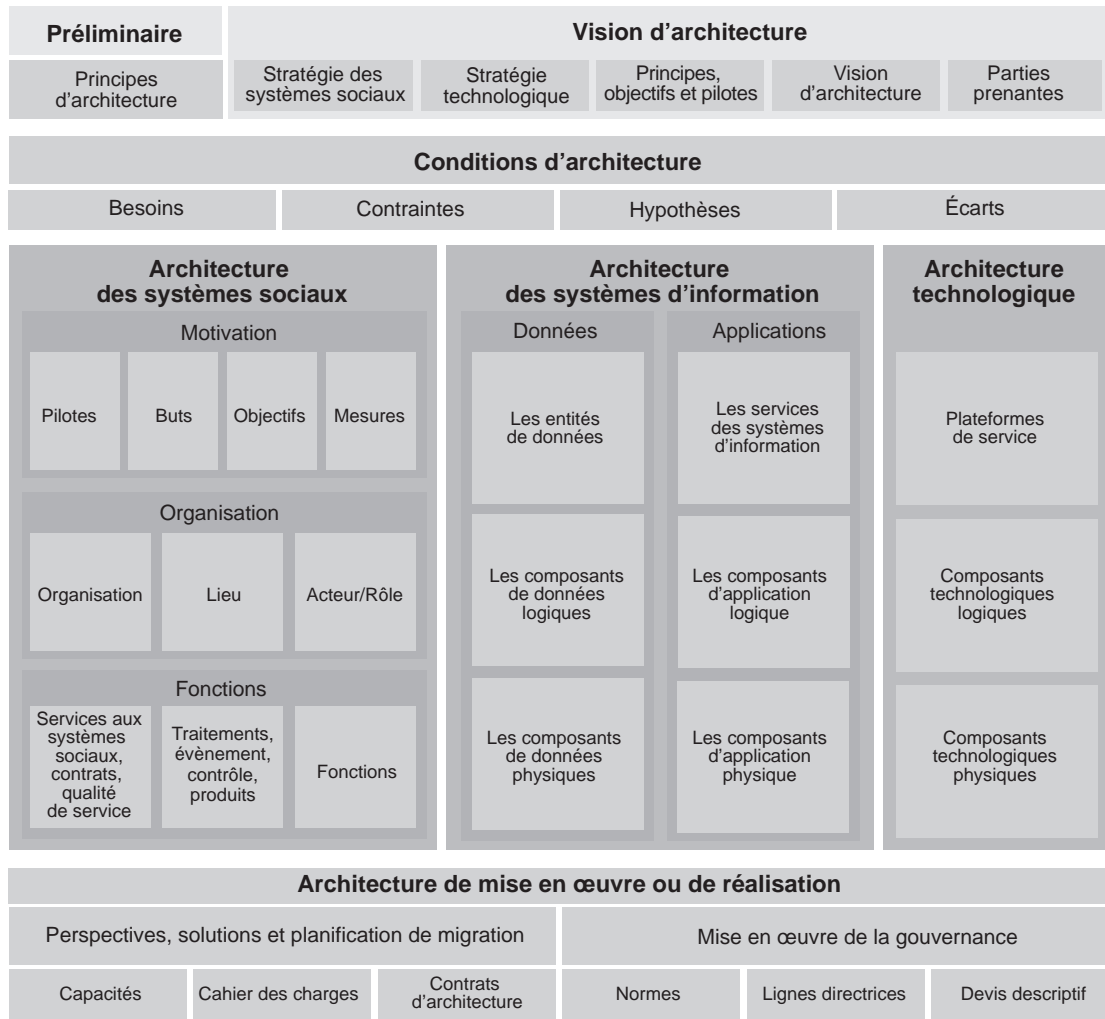 Préliminaire
Principes
d'architecture
Vision d'architecture
Stratégie des
systèmes sociaux
Stratégie
technologique
Principes,
objectifs et pilotes
Vision
d'architecture
Parties
prenantes
Conditions d'architecture
Besoins
Contraintes
Hypothèses
Écarts
Architecture
des systèmes sociaux
Motivation
Pilotes
Buts
Objectifs
Mesures
Organisation
Organisation
Lieu
Acteur/Rôle
Fonctions
Services aux
systèmes
sociaux,
contrats,
qualité
de service
Traitements,
évènement,
contrôle,
produits
Fonctions
Architecture
des systèmes d'information
Données
Les entités
de données
Les composants
de données
logiques
Les composants
de données
physiques
Applications
Les services
des systèmes
d'information
Les composants
d'application
logique
Les composants
d'application
physique
Architecture
technologique
Plateformes
de service
Composants
technologiques
logiques
Composants
technologiques
physiques
Architecture de mise en œuvre ou de réalisation
Perspectives, solutions et planification de migration
Capacités
Cahier des charges
Contrats
d'architecture
Mise en œuvre de la gouvernance
Normes
Lignes directrices
Devis descriptif